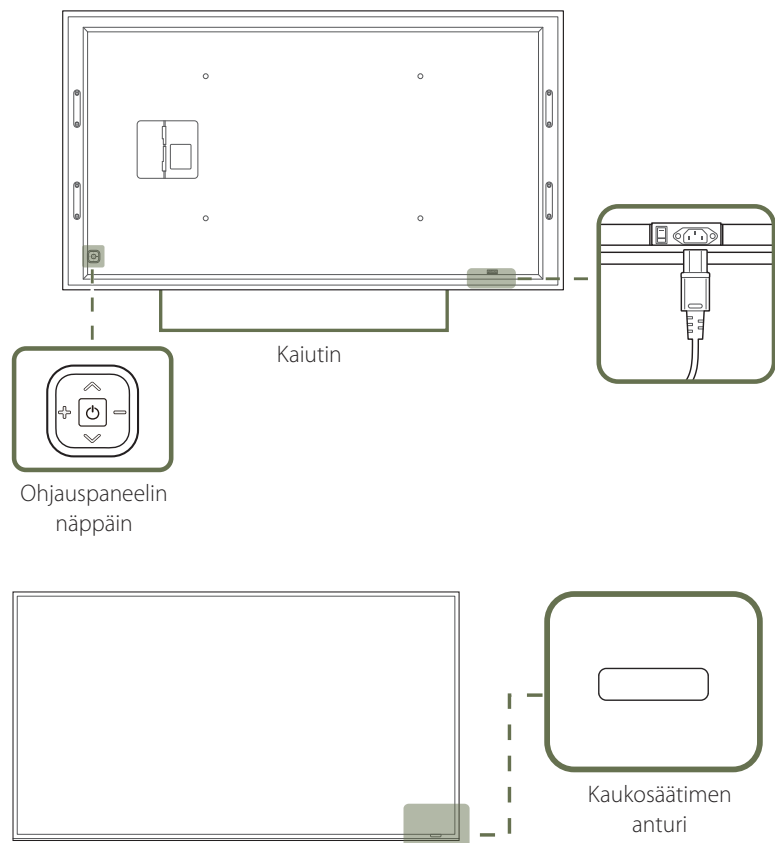 Kaiutin
Ohjauspaneelin
näppäin
Kaukosäätimen
anturi